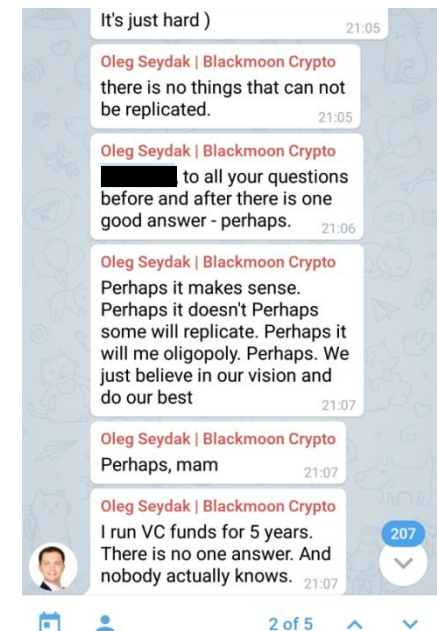 It's just hard )
21:05
Oleg Seydak | Blackmoon Crypto
there is no things that can not
be replicated.
21:05
Oleg Seydak | Blackmoon Crypto
, to all your questions
before and after there is one
good answer - perhaps.
21:06
Oleg Seydak | Blackmoon Crypto
Perhaps it makes sense.
Perhaps it doesn't Perhaps
some will replicate. Perhaps it
will me oligopoly. Perhaps. We
just believe in our vision and
do our best
21:07
Oleg Seydak | Blackmoon Crypto
Perhaps, mam
21:07
Oleg Seydak | Blackmoon Crypto
I run VC funds for 5 years.
There is no one answer. And
nobody actually knows.
21:07
207
2 of 5